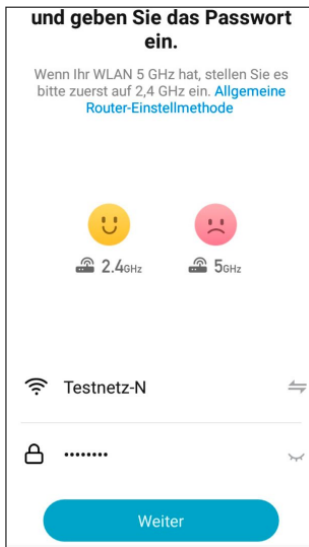 und geben Sie das Passwort
ein.
Wenn Ihr WLAN 5 GHz hat, stellen Sie es
bitte zuerst auf 2,4 GHz ein. Allgemeine
Router-Einstellmethode
2.4GHz 5GHz
Testnetz-N
••••••••
Weiter